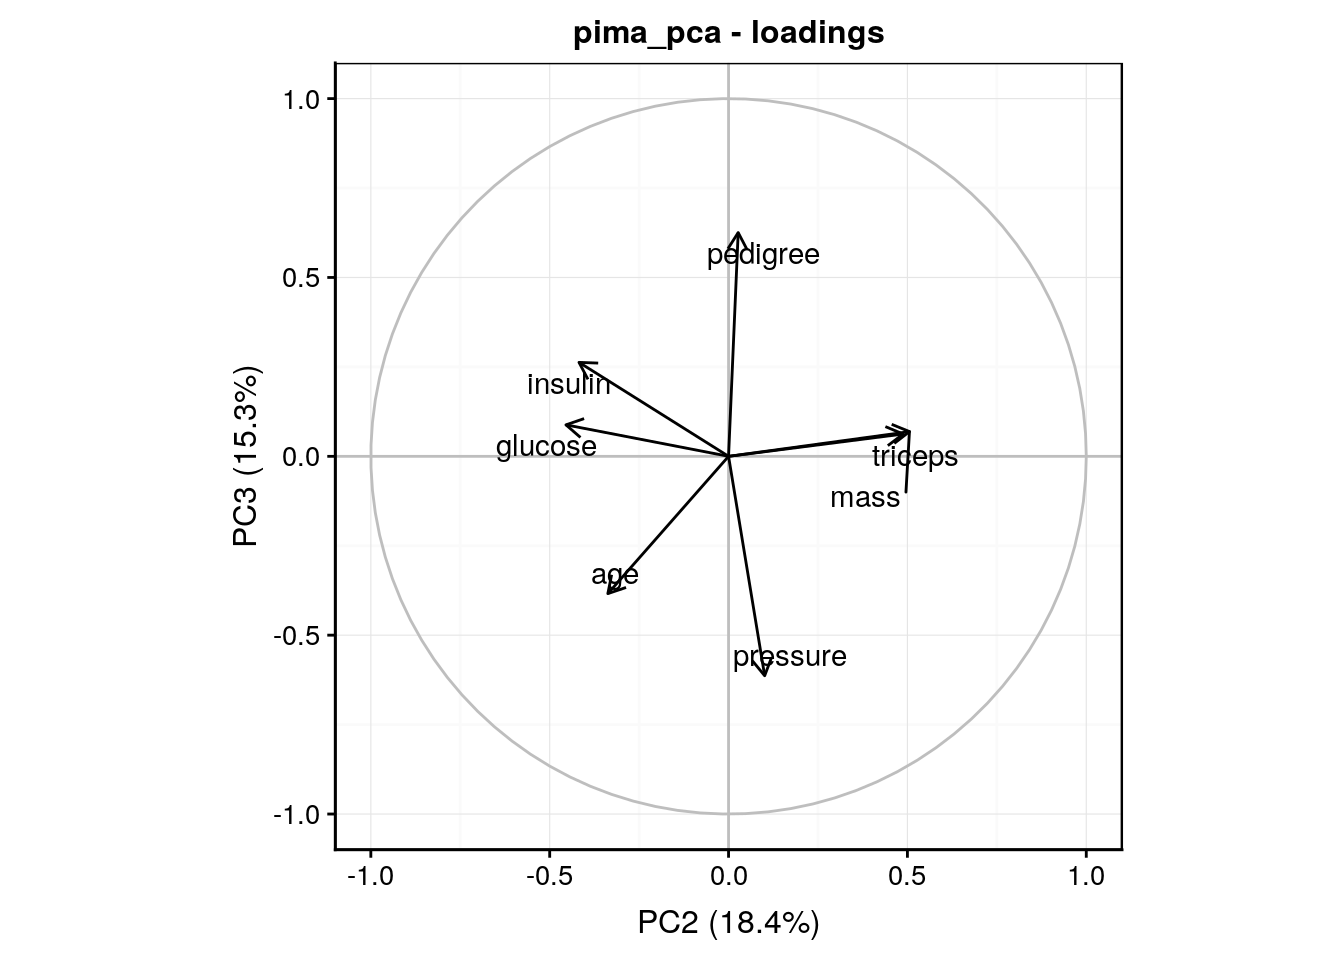 pima_pca - loadings
1.0
0.5
0.0
-0.5
-1.0
PC3 (15.3%)
pedigree
insulin
glucose
triceps
mass
age
pressure
-1.0 -0.5 0.0 0.5 1.0
PC2 (18.4%)